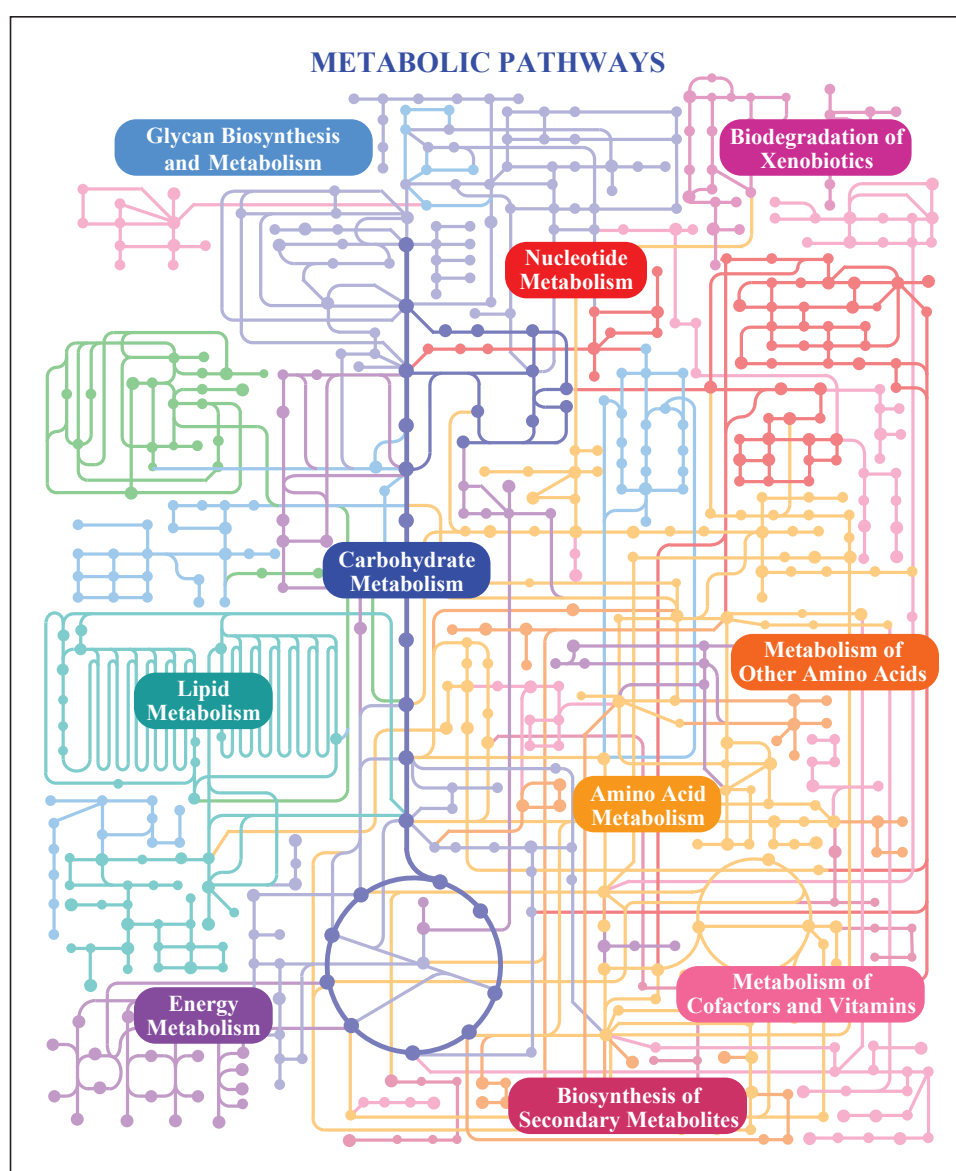 METABOLIC PATHWAYS
Glycan Biosynthesis
and Metabolism
Biodegradation of
Xenobiotics
Nucleotide
Metabolism
Carbohydrate
Metabolism
Lipid
Metabolism
Metabolism of
Other Amino Acids
Amino Acid
Metabolism
Energy
Metabolism
Metabolism of
Cofactors and Vitamins
Biosynthesis of
Secondary Metabolites